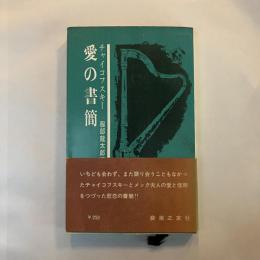 チャイコフスキー
愛の書簡
服部龍太郎
いちども会わず、また語り合うこともなか
ったチャイコフスキーとメック夫人の愛と信頼
をつづった悲恋の書簡!!
¥250
音楽之友社